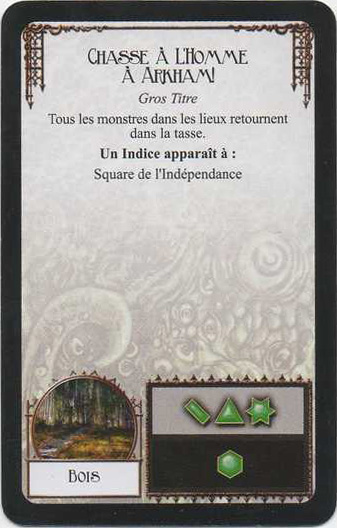 Chasse à l'Homme
à Arkham!
Gros Titre
Tous les monstres dans les lieux retournent
dans la tasse.
Un Indice apparaît à :
Square de l'Indépendance
Bois